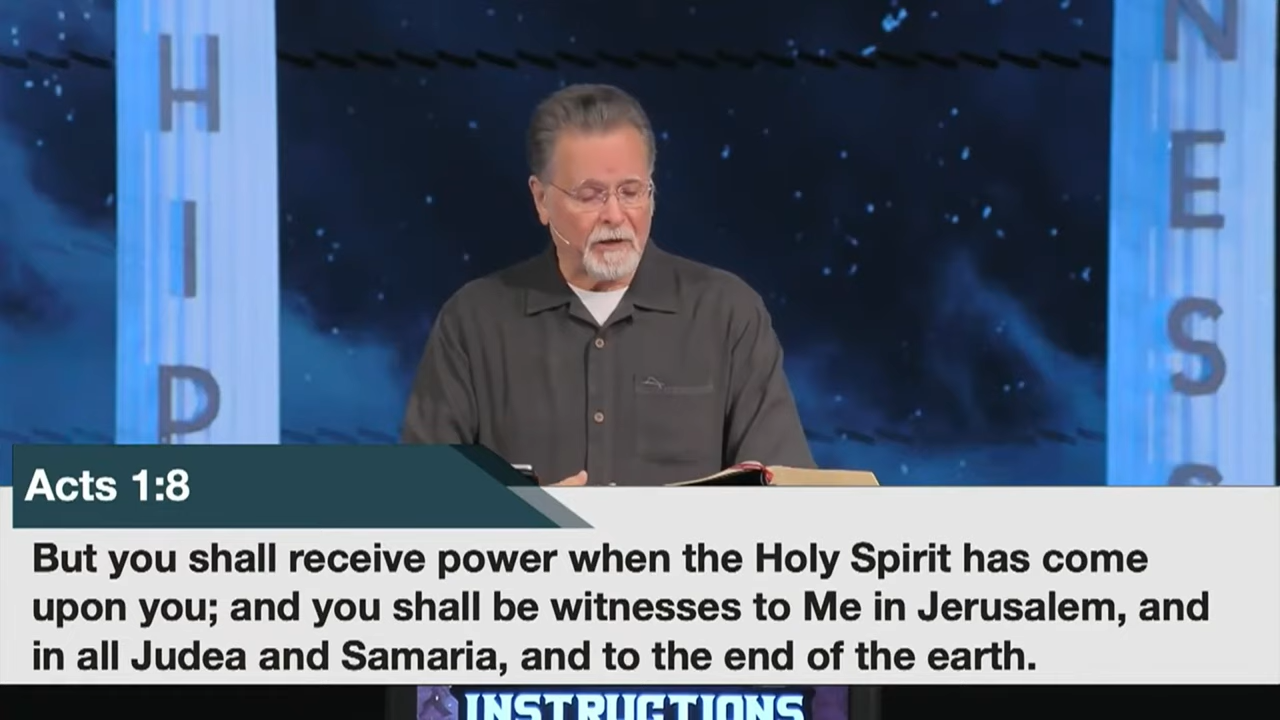 HIP
NESS
Acts 1:8
But you shall receive power when the Holy Spirit has come
upon you; and you shall be witnesses to Me in Jerusalem, and
in all Judea and Samaria, and to the end of the earth.
INSTRUCTIONS